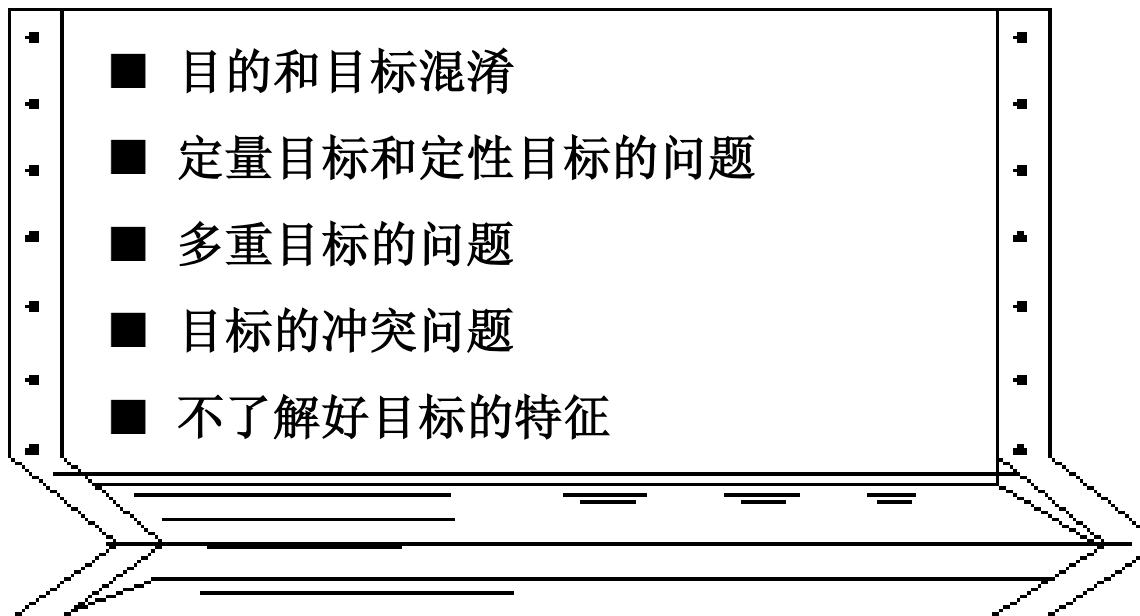 ■ 目的和目标混淆
■ 定量目标和定性目标的问题
■ 多重目标的问题
■ 目标的冲突问题
■ 不了解好目标的特征